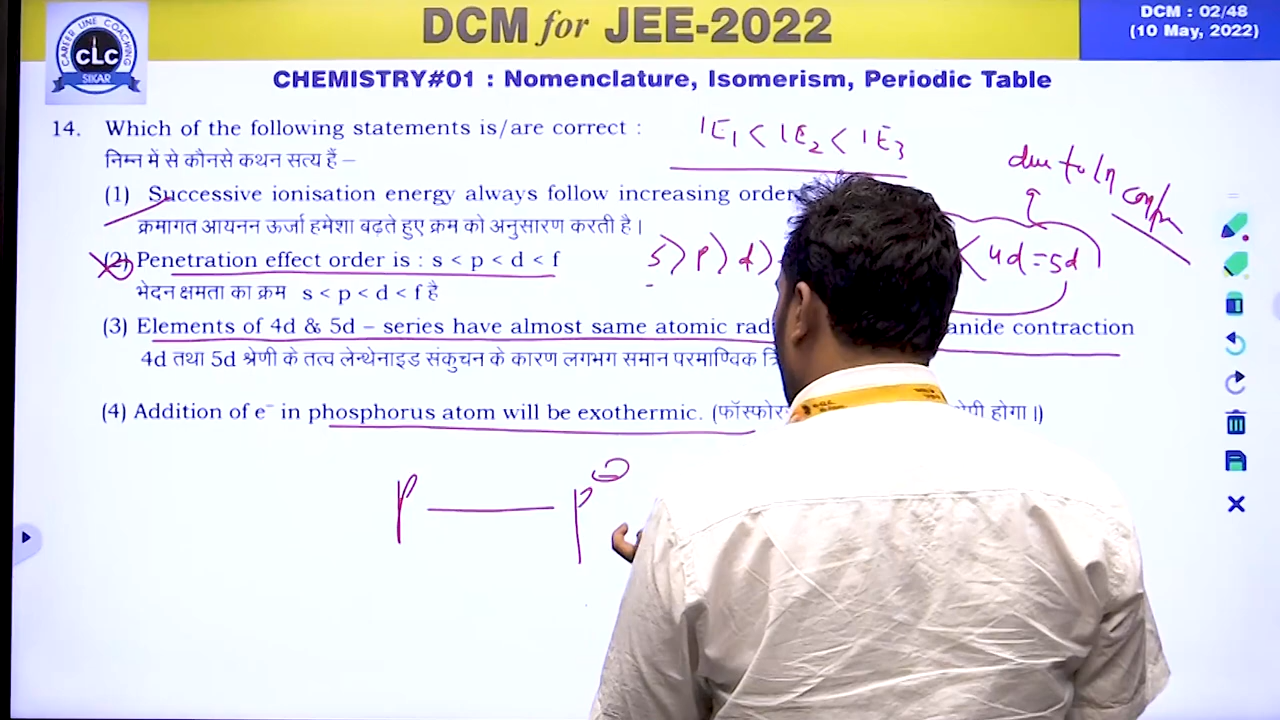 DCM for JEE-2022
DCM : 02/48
(10 May, 2022)
CAREER LINE COACHING
CLC
SIKAR
CHEMISTRY#01 : Nomenclature, Isomerism, Periodic Table
14. Which of the following statements is/are correct :
निम्न में से कौनसे कथन सत्य हैं –
IE₁ < IE₂ < IE₃
due to Ln
(1) Successive ionisation energy always follow increasing order
क्रमागत आयनन ऊर्जा हमेशा बढ़ते हुए क्रम को अनुसारण करती है।
(2) Penetration effect order is : s < p < d < f
s > p > d >
< 4d = 5d
भेदन क्षमता का क्रम s < p < d < f है
(3) Elements of 4d & 5d – series have almost same atomic contraction
4d तथा 5d श्रेणी के तत्व लेन्थेनाइड संकुचन के कारण लगभग समान परमाण्विक
(4) Addition of e⁻ in phosphorus atom will be exothermic. होगा।)
P — P⊖